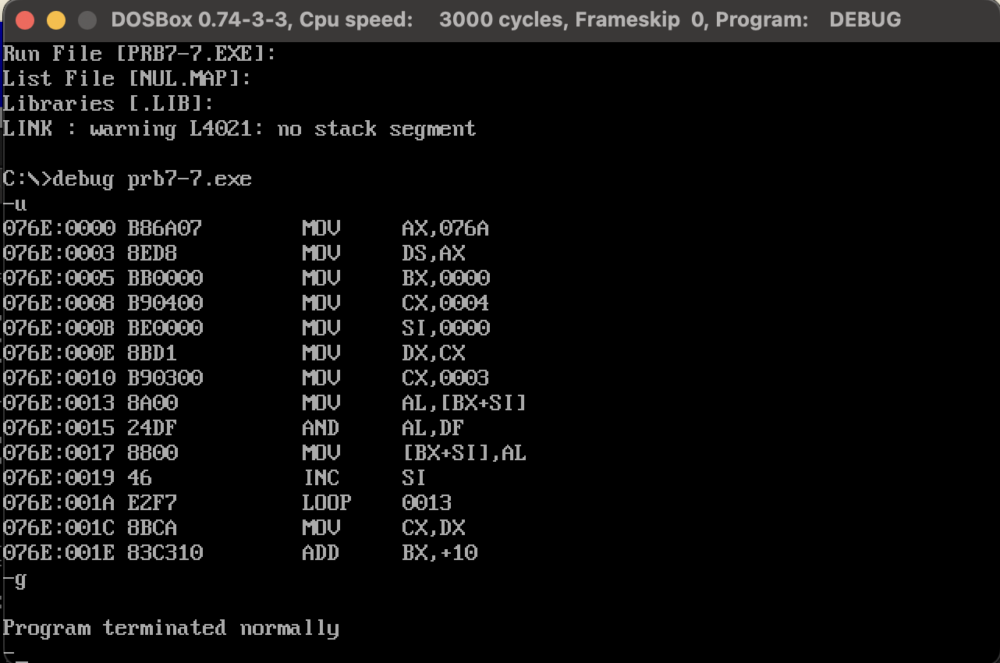 DOSBox 0.74-3-3, Cpu speed: 3000 cycles, Frameskip 0, Program: DEBUG
Run File [PRB7-7.EXE]:
List File [NUL.MAP]:
Libraries [.LIB]:
LINK : warning L4021: no stack segment
C:\>debug prb7-7.exe
-u
076E:0000 B86A07 MOV AX,076A
076E:0003 8ED8 MOV DS,AX
076E:0005 BB0000 MOV BX,0000
076E:0008 B90400 MOV CX,0004
076E:000B BE0000 MOV SI,0000
076E:000E 8BD1 MOV DX,CX
076E:0010 B90300 MOV CX,0003
076E:0013 8A00 MOV AL,[BX+SI]
076E:0015 24DF AND AL,DF
076E:0017 8800 MOV [BX+SI],AL
076E:0019 46 INC SI
076E:001A E2F7 LOOP 0013
076E:001C 8BCA MOV CX,DX
076E:001E 83C310 ADD BX,+10
-g
Program terminated normally
-_